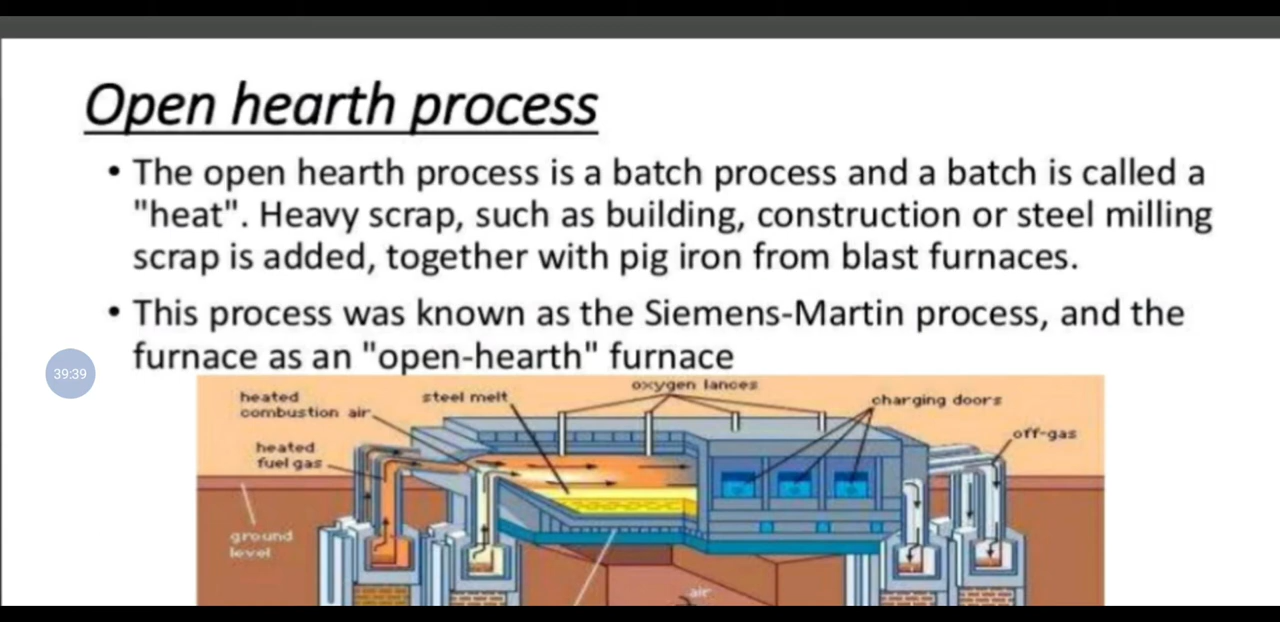 Open hearth process
• The open hearth process is a batch process and a batch is called a
"heat". Heavy scrap, such as building, construction or steel milling
scrap is added, together with pig iron from blast furnaces.
• This process was known as the Siemens-Martin process, and the
furnace as an "open-hearth" furnace
39:39
heated
combustion air
steel melt
oxygen lances
charging doors
off-gas
heated
fuel gas
ground
level
air